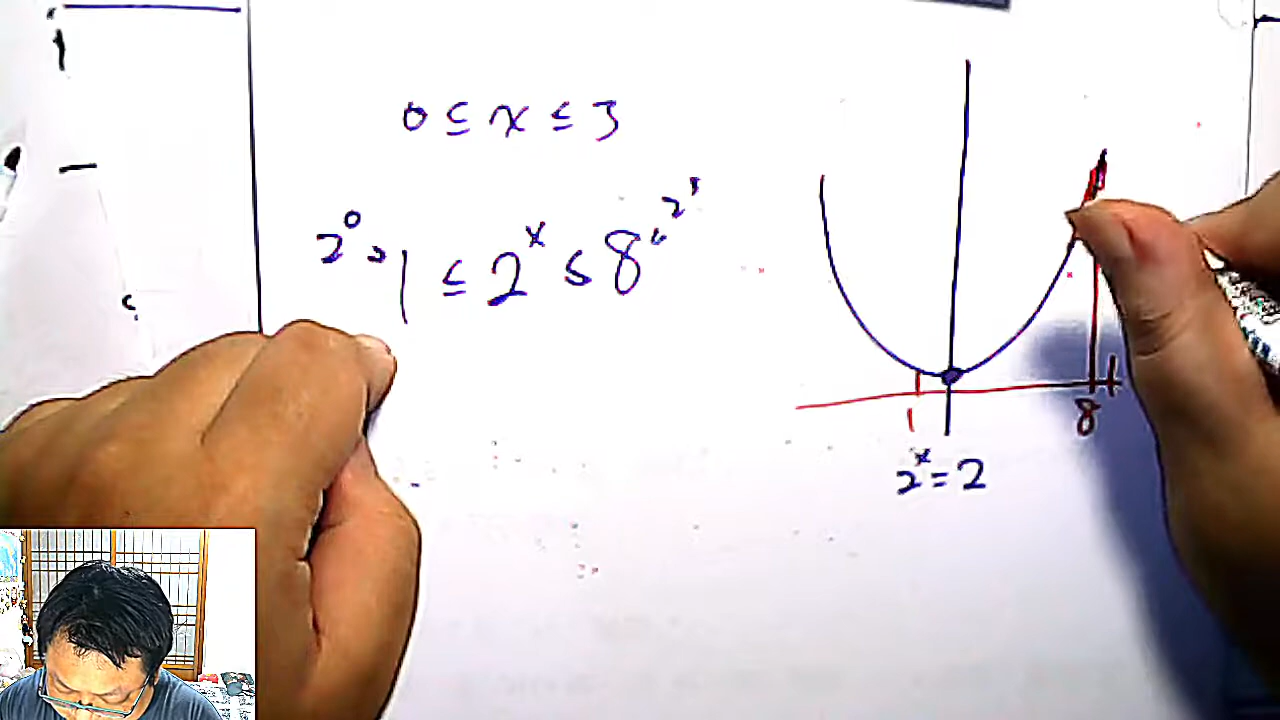 0 ≤ x ≤ 3
2⁰ = 1 ≤ 2ˣ ≤ 8 = 2³
1
8
2ˣ = 2